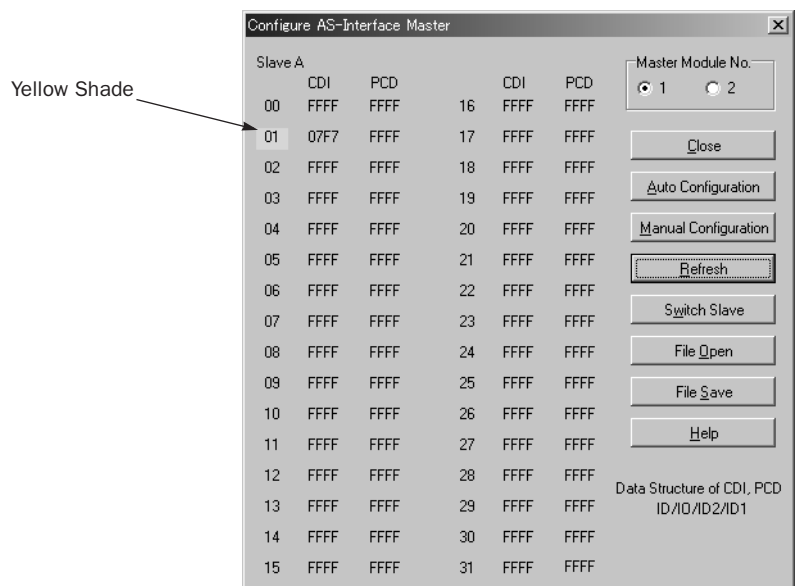 Configure AS-Interface Master
Yellow Shade
Slave A
CDI PCD CDI PCD
00 FFFF FFFF 16 FFFF FFFF
01 07F7 FFFF 17 FFFF FFFF
02 FFFF FFFF 18 FFFF FFFF
03 FFFF FFFF 19 FFFF FFFF
04 FFFF FFFF 20 FFFF FFFF
05 FFFF FFFF 21 FFFF FFFF
06 FFFF FFFF 22 FFFF FFFF
07 FFFF FFFF 23 FFFF FFFF
08 FFFF FFFF 24 FFFF FFFF
09 FFFF FFFF 25 FFFF FFFF
10 FFFF FFFF 26 FFFF FFFF
11 FFFF FFFF 27 FFFF FFFF
12 FFFF FFFF 28 FFFF FFFF
13 FFFF FFFF 29 FFFF FFFF
14 FFFF FFFF 30 FFFF FFFF
15 FFFF FFFF 31 FFFF FFFF
Master Module No.
1 2
Close
Auto Configuration
Manual Configuration
Refresh
Switch Slave
File Open
File Save
Help
Data Structure of CDI, PCD
ID/IO/ID2/ID1